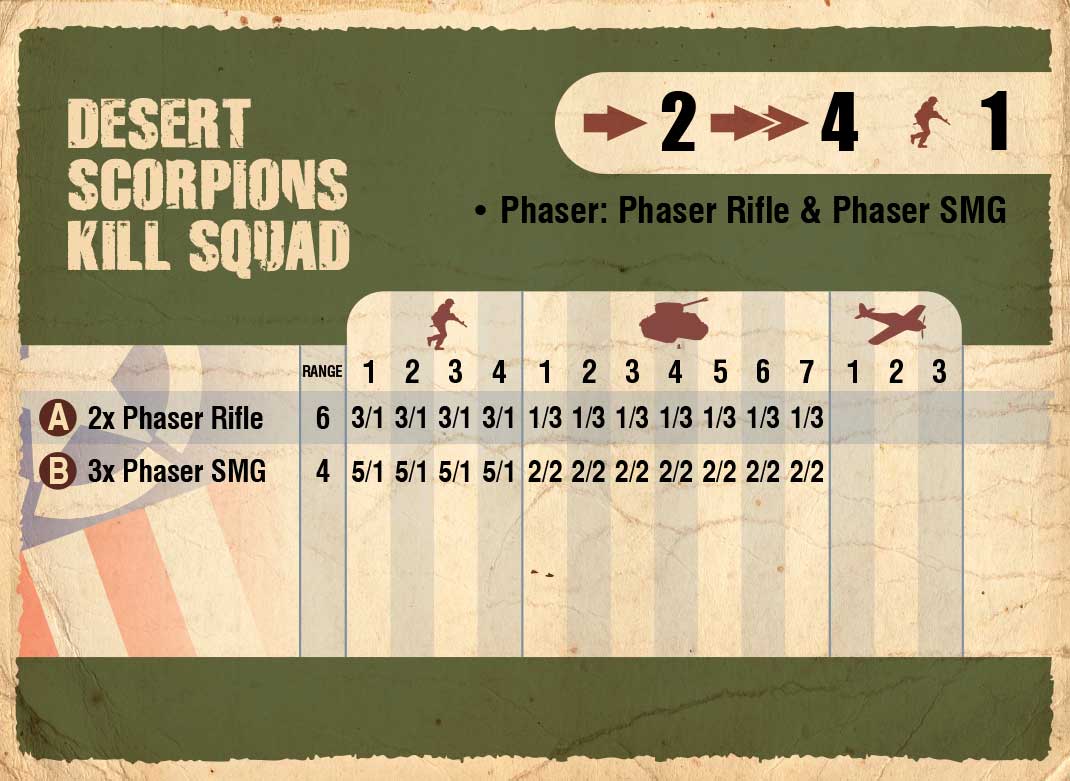 DESERT
SCORPIONS
KILL SQUAD
2 4 1
• Phaser: Phaser Rifle & Phaser SMG
RANGE 1 2 3 4 1 2 3 4 5 6 7 1 2 3
A 2x Phaser Rifle 6 3/1 3/1 3/1 3/1 1/3 1/3 1/3 1/3 1/3 1/3 1/3
B 3x Phaser SMG 4 5/1 5/1 5/1 5/1 2/2 2/2 2/2 2/2 2/2 2/2 2/2